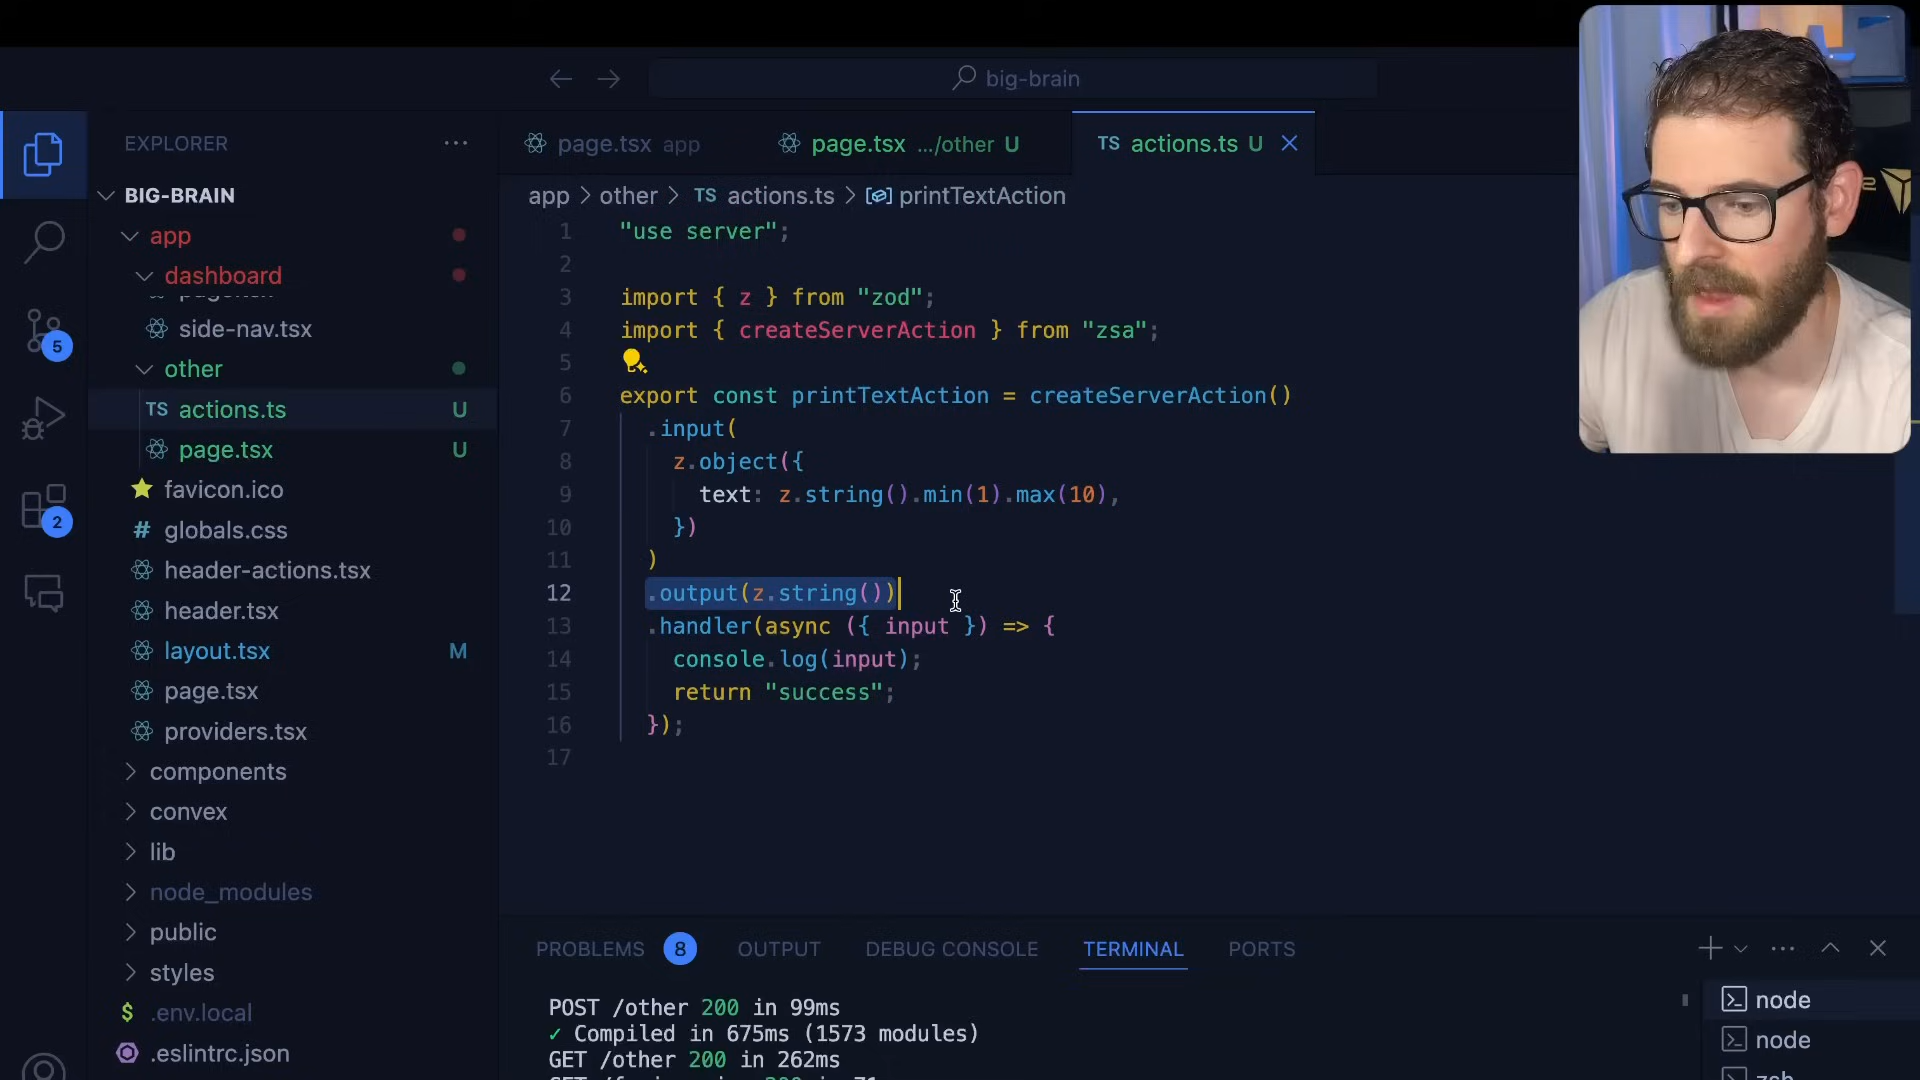 big-brain
EXPLORER
page.tsx app
page.tsx .../other U
TS actions.ts U
BIG-BRAIN
app > other > TS actions.ts > printTextAction
app
dashboard
side-nav.tsx
other
TS actions.ts U
page.tsx U
favicon.ico
# globals.css
header-actions.tsx
header.tsx
layout.tsx M
page.tsx
providers.tsx
components
convex
lib
node_modules
public
styles
$ .env.local
.eslintrc.json
5
2
1 "use server";
2
3 import { z } from "zod";
4 import { createServerAction } from "zsa";
5
6 export const printTextAction = createServerAction()
7 .input(
8 z.object({
9 text: z.string().min(1).max(10),
10 })
11 )
12 .output(z.string())
13 .handler(async ({ input }) => {
14 console.log(input);
15 return "success";
16 });
17
PROBLEMS 8 OUTPUT DEBUG CONSOLE TERMINAL PORTS
POST /other 200 in 99ms
✓ Compiled in 675ms (1573 modules)
GET /other 200 in 262ms
node
node
zsh